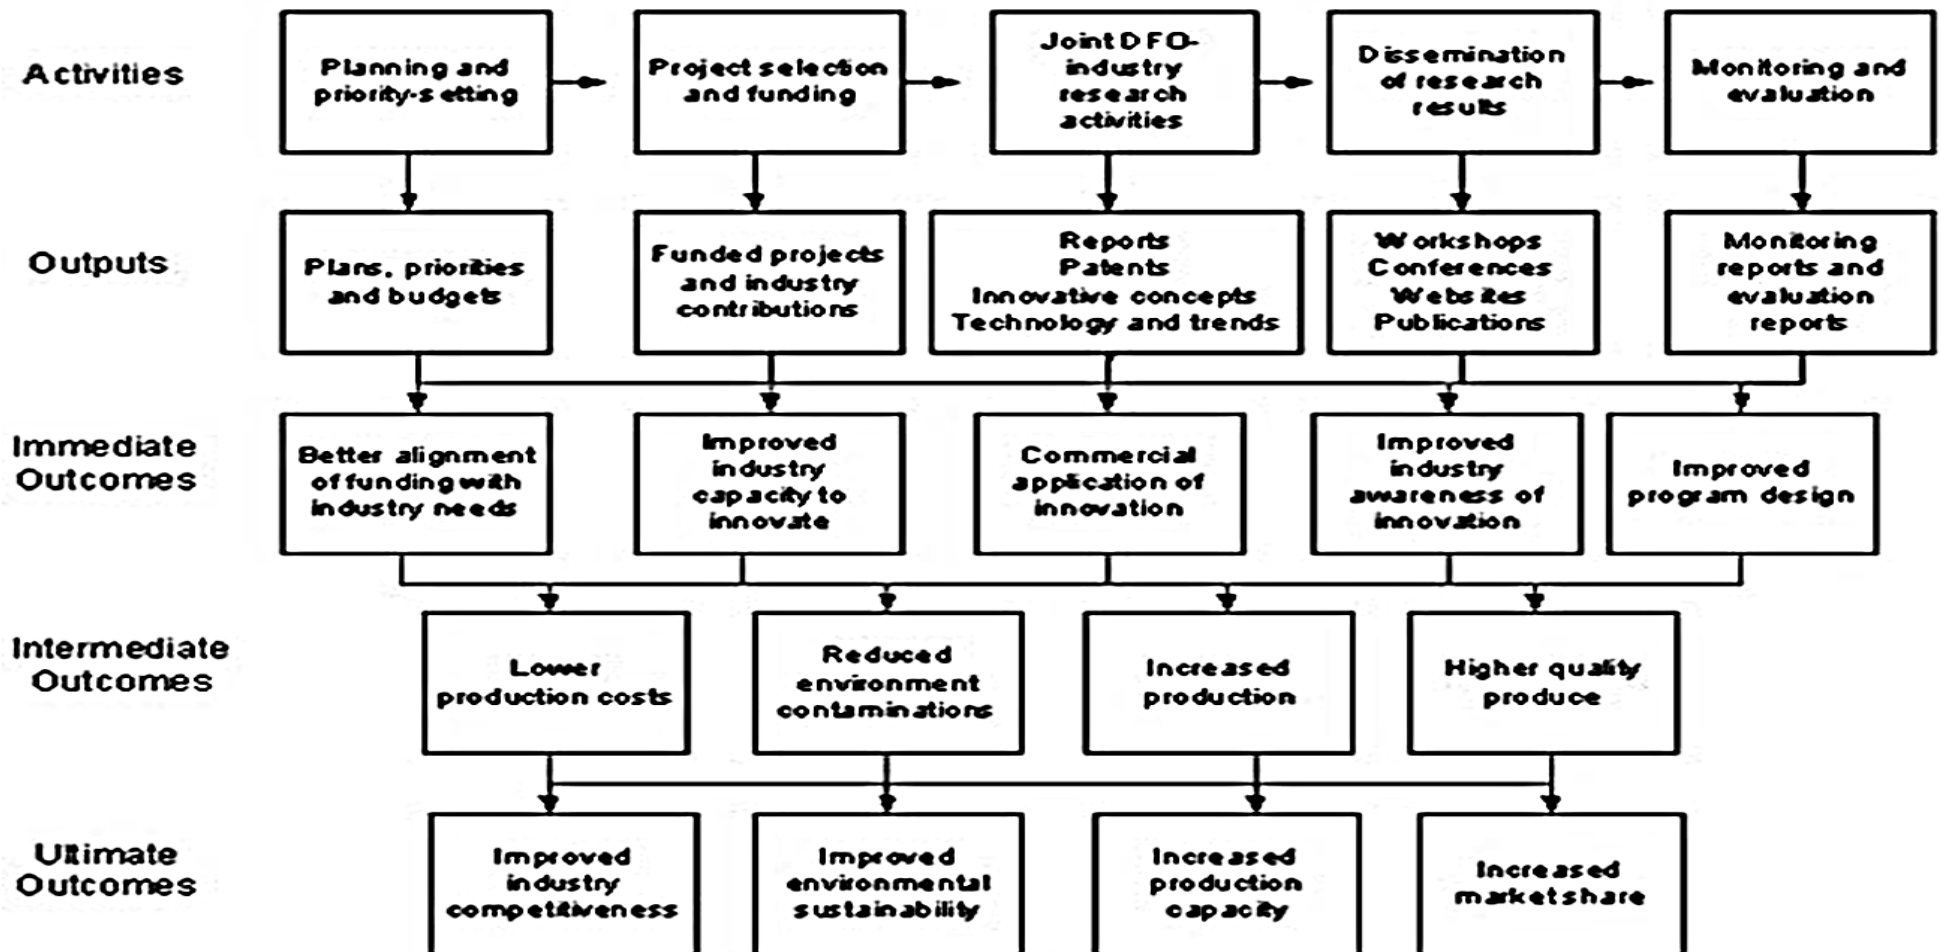 Activities
Planning and
priority-setting
Project selection
and funding
Joint DFO-
industry
research
activities
Dissemination
of research
results
Monitoring and
evaluation
Outputs
Plans, priorities
and budgets
Funded projects
and industry
contributions
Reports
Patents
Innovative concepts
Technology and trends
Workshops
Conferences
Websites
Publications
Monitoring
reports and
evaluation
reports
Immediate
Outcomes
Better alignment
of funding with
industry needs
Improved
industry
capacity to
innovate
Commercial
application of
innovation
Improved
industry
awareness of
innovation
Improved
program design
Intermediate
Outcomes
Lower
production costs
Reduced
environment
contaminations
Increased
production
Higher quality
produce
Ultimate
Outcomes
Improved
industry
competitiveness
Improved
environmental
sustainability
Increased
production
capacity
Increased
market share